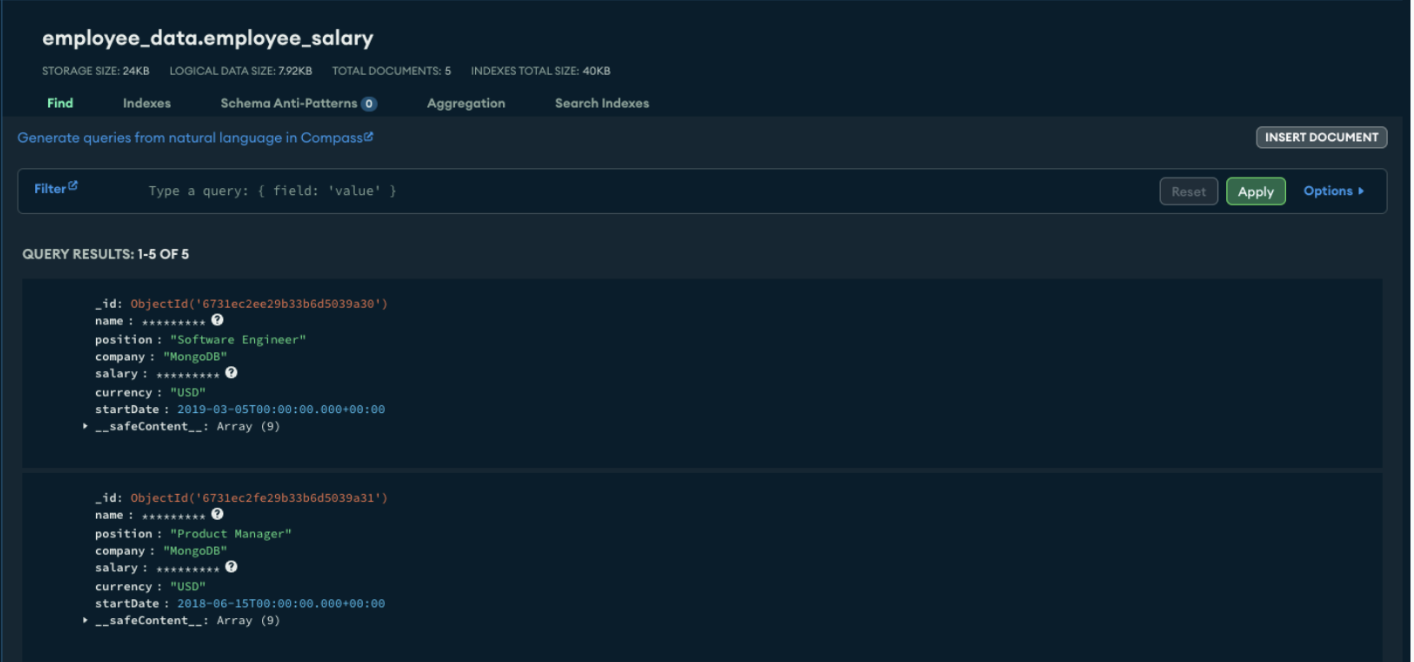 employee_data.employee_salary
STORAGE SIZE: 24KB LOGICAL DATA SIZE: 7.92KB TOTAL DOCUMENTS: 5 INDEXES TOTAL SIZE: 40KB
Find Indexes Schema Anti-Patterns 0 Aggregation Search Indexes
Generate queries from natural language in Compass
INSERT DOCUMENT
Filter Type a query: { field: 'value' } Reset Apply Options
QUERY RESULTS: 1-5 OF 5
_id: ObjectId('6731ec2ee29b33b6d5039a30')
name : ********* ?
position : "Software Engineer"
company : "MongoDB"
salary : ********* ?
currency : "USD"
startDate : 2019-03-05T00:00:00.000+00:00
__safeContent__: Array (9)
_id: ObjectId('6731ec2fe29b33b6d5039a31')
name : ********* ?
position : "Product Manager"
company : "MongoDB"
salary : ********* ?
currency : "USD"
startDate : 2018-06-15T00:00:00.000+00:00
__safeContent__: Array (9)